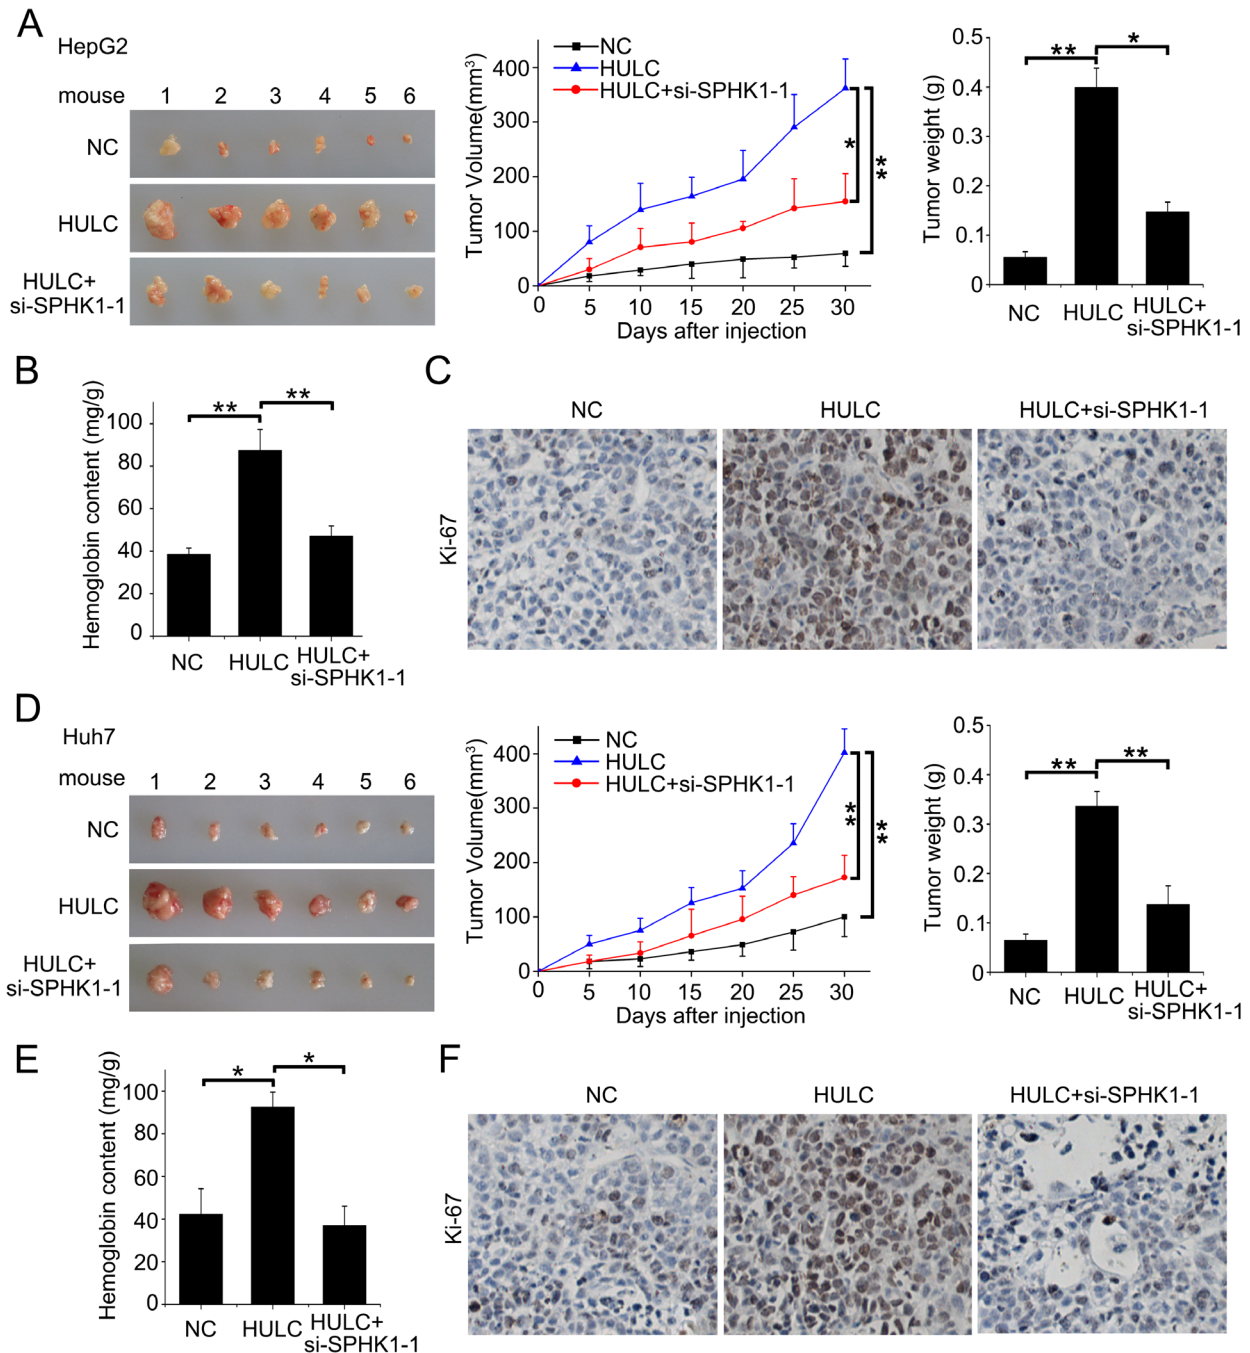 A
HepG2
mouse 1 2 3 4 5 6
NC
HULC
HULC+
si-SPHK1-1
Tumor Volume(mm³)
400
300
200
100
0
NC
HULC
HULC+si-SPHK1-1
*
**
0 5 10 15 20 25 30
Days after injection
Tumor weight (g)
0.5
0.4
0.3
0.2
0.1
0
** *
NC HULC HULC+
si-SPHK1-1
B
Hemoglobin content (mg/g)
100
80
60
40
20
0
** **
NC HULC HULC+
si-SPHK1-1
C
NC HULC HULC+si-SPHK1-1
Ki-67
D
Huh7
mouse 1 2 3 4 5 6
NC
HULC
HULC+
si-SPHK1-1
Tumor Volume(mm³)
400
300
200
100
0
NC
HULC
HULC+si-SPHK1-1
**
**
0 5 10 15 20 25 30
Days after injection
Tumor weight (g)
0.5
0.4
0.3
0.2
0.1
0
** **
NC HULC HULC+
si-SPHK1-1
E
Hemoglobin content (mg/g)
100
80
60
40
20
0
* *
NC HULC HULC+
si-SPHK1-1
F
NC HULC HULC+si-SPHK1-1
Ki-67